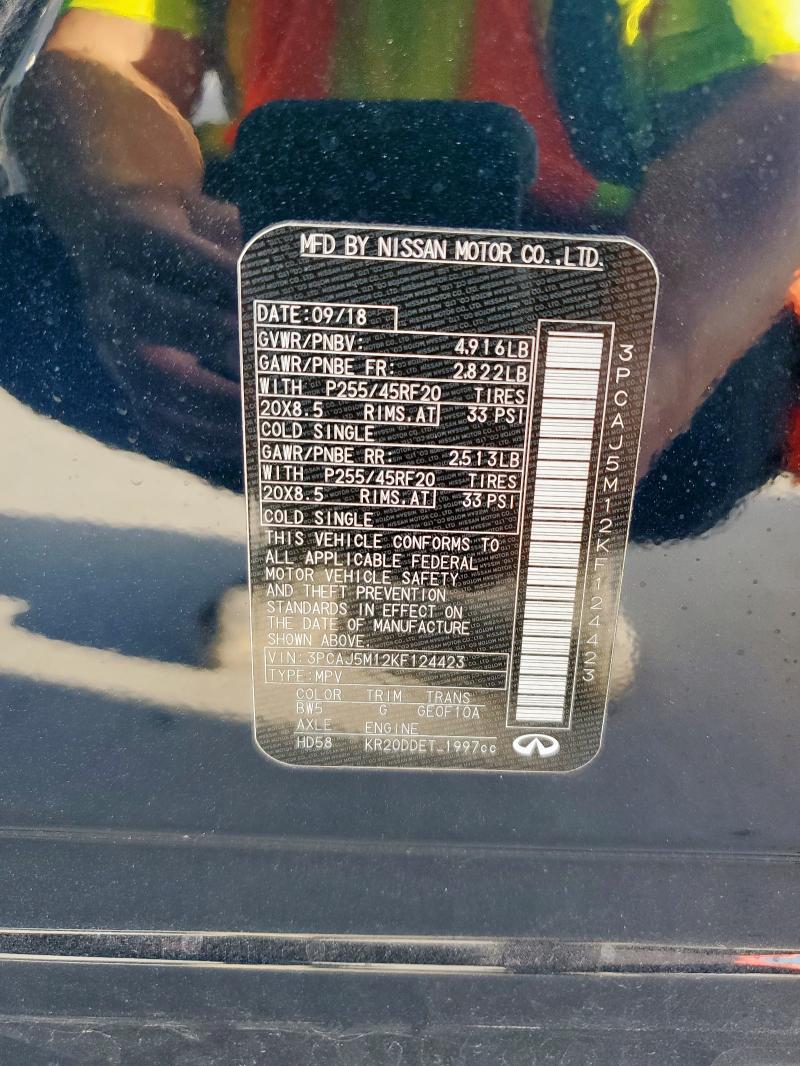 MFD BY NISSAN MOTOR CO.,LTD.
DATE:09/18
GVWR/PNBV: 4.916LB
GAWR/PNBE FR: 2.822LB
WITH P255/45RF20 TIRES
20X8.5 RIMS.AT 33 PSI
COLD SINGLE
GAWR/PNBE RR: 2.513LB
WITH P255/45RF20 TIRES
20X8.5 RIMS.AT 33 PSI
COLD SINGLE
THIS VEHICLE CONFORMS TO
ALL APPLICABLE FEDERAL
MOTOR VEHICLE SAFETY
AND THEFT PREVENTION
STANDARDS IN EFFECT ON
THE DATE OF MANUFACTURE
SHOWN ABOVE.
VIN:3PCAJ5M12KF124423
TYPE:MPV
COLOR TRIM TRANS
BW5 G GEOF10A
AXLE ENGINE
HD58 KR20DDET 1997cc
3PCAJ5M12KF124423